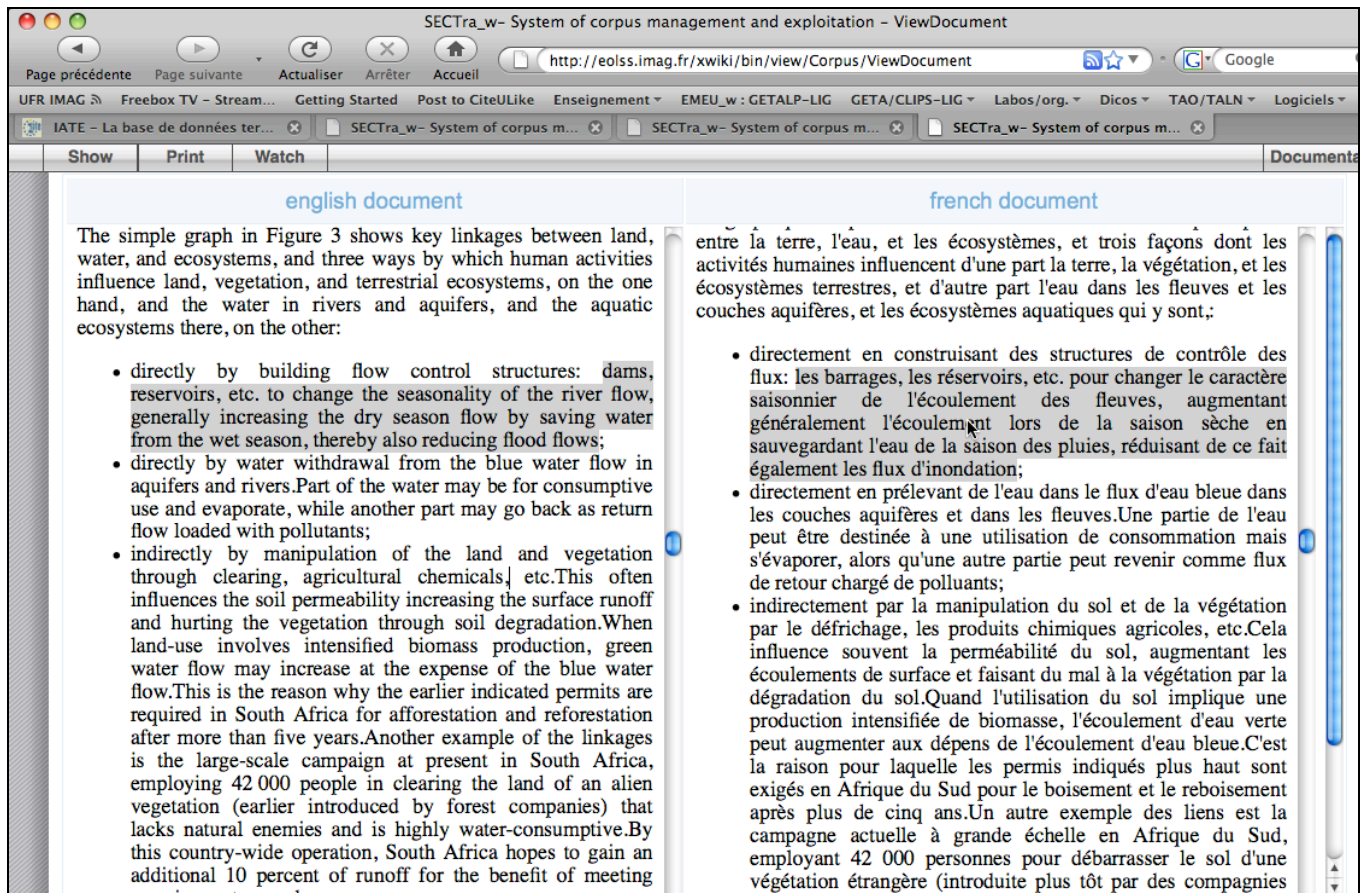 SECTra_w- System of corpus management and exploitation – ViewDocument
http://eolss.imag.fr/xwiki/bin/view/Corpus/ViewDocument
Google
Page précédente Page suivante Actualiser Arrêter Accueil
UFR IMAG Freebox TV – Stream... Getting Started Post to CiteULike Enseignement EMEU_w : GETALP-LIG GETA/CLIPS-LIG Labos/org. Dicos TAO/TALN Logiciels
IATE – La base de données ter... SECTra_w- System of corpus m... SECTra_w- System of corpus m... SECTra_w- System of corpus m...
Show Print Watch Documenta
english document
The simple graph in Figure 3 shows key linkages between land,
water, and ecosystems, and three ways by which human activities
influence land, vegetation, and terrestrial ecosystems, on the one
hand, and the water in rivers and aquifers, and the aquatic
ecosystems there, on the other:
• directly by building flow control structures: dams,
reservoirs, etc. to change the seasonality of the river flow,
generally increasing the dry season flow by saving water
from the wet season, thereby also reducing flood flows;
• directly by water withdrawal from the blue water flow in
aquifers and rivers.Part of the water may be for consumptive
use and evaporate, while another part may go back as return
flow loaded with pollutants;
• indirectly by manipulation of the land and vegetation
through clearing, agricultural chemicals, etc.This often
influences the soil permeability increasing the surface runoff
and hurting the vegetation through soil degradation.When
land-use involves intensified biomass production, green
water flow may increase at the expense of the blue water
flow.This is the reason why the earlier indicated permits are
required in South Africa for afforestation and reforestation
after more than five years.Another example of the linkages
is the large-scale campaign at present in South Africa,
employing 42 000 people in clearing the land of an alien
vegetation (earlier introduced by forest companies) that
lacks natural enemies and is highly water-consumptive.By
this country-wide operation, South Africa hopes to gain an
additional 10 percent of runoff for the benefit of meeting
french document
entre la terre, l'eau, et les écosystèmes, et trois façons dont les
activités humaines influencent d'une part la terre, la végétation, et les
écosystèmes terrestres, et d'autre part l'eau dans les fleuves et les
couches aquifères, et les écosystèmes aquatiques qui y sont,:
• directement en construisant des structures de contrôle des
flux: les barrages, les réservoirs, etc. pour changer le caractère
saisonnier de l'écoulement des fleuves, augmentant
généralement l'écoulement lors de la saison sèche en
sauvegardant l'eau de la saison des pluies, réduisant de ce fait
également les flux d'inondation;
• directement en prélevant de l'eau dans le flux d'eau bleue dans
les couches aquifères et dans les fleuves.Une partie de l'eau
peut être destinée à une utilisation de consommation mais
s'évaporer, alors qu'une autre partie peut revenir comme flux
de retour chargé de polluants;
• indirectement par la manipulation du sol et de la végétation
par le défrichage, les produits chimiques agricoles, etc.Cela
influence souvent la perméabilité du sol, augmentant les
écoulements de surface et faisant du mal à la végétation par la
dégradation du sol.Quand l'utilisation du sol implique une
production intensifiée de biomasse, l'écoulement d'eau verte
peut augmenter aux dépens de l'écoulement d'eau bleue.C'est
la raison pour laquelle les permis indiqués plus haut sont
exigés en Afrique du Sud pour le boisement et le reboisement
après plus de cinq ans.Un autre exemple des liens est la
campagne actuelle à grande échelle en Afrique du Sud,
employant 42 000 personnes pour débarrasser le sol d'une
végétation étrangère (introduite plus tôt par des compagnies